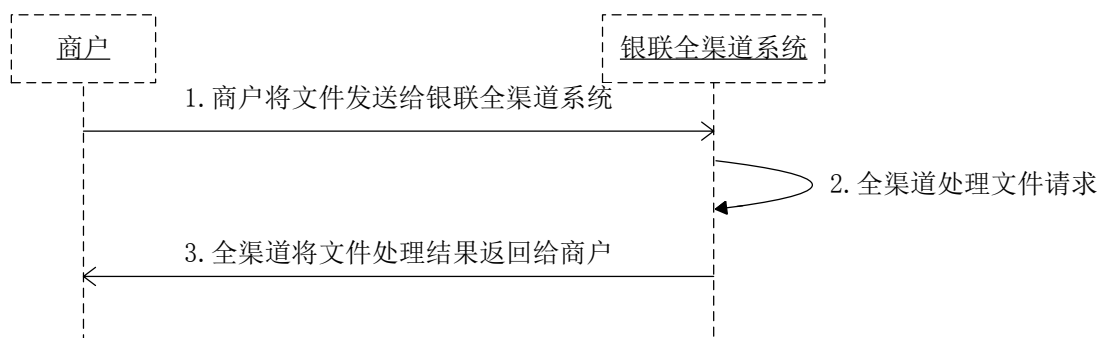 商户
银联全渠道系统
1.商户将文件发送给银联全渠道系统
2.全渠道处理文件请求
3.全渠道将文件处理结果返回给商户